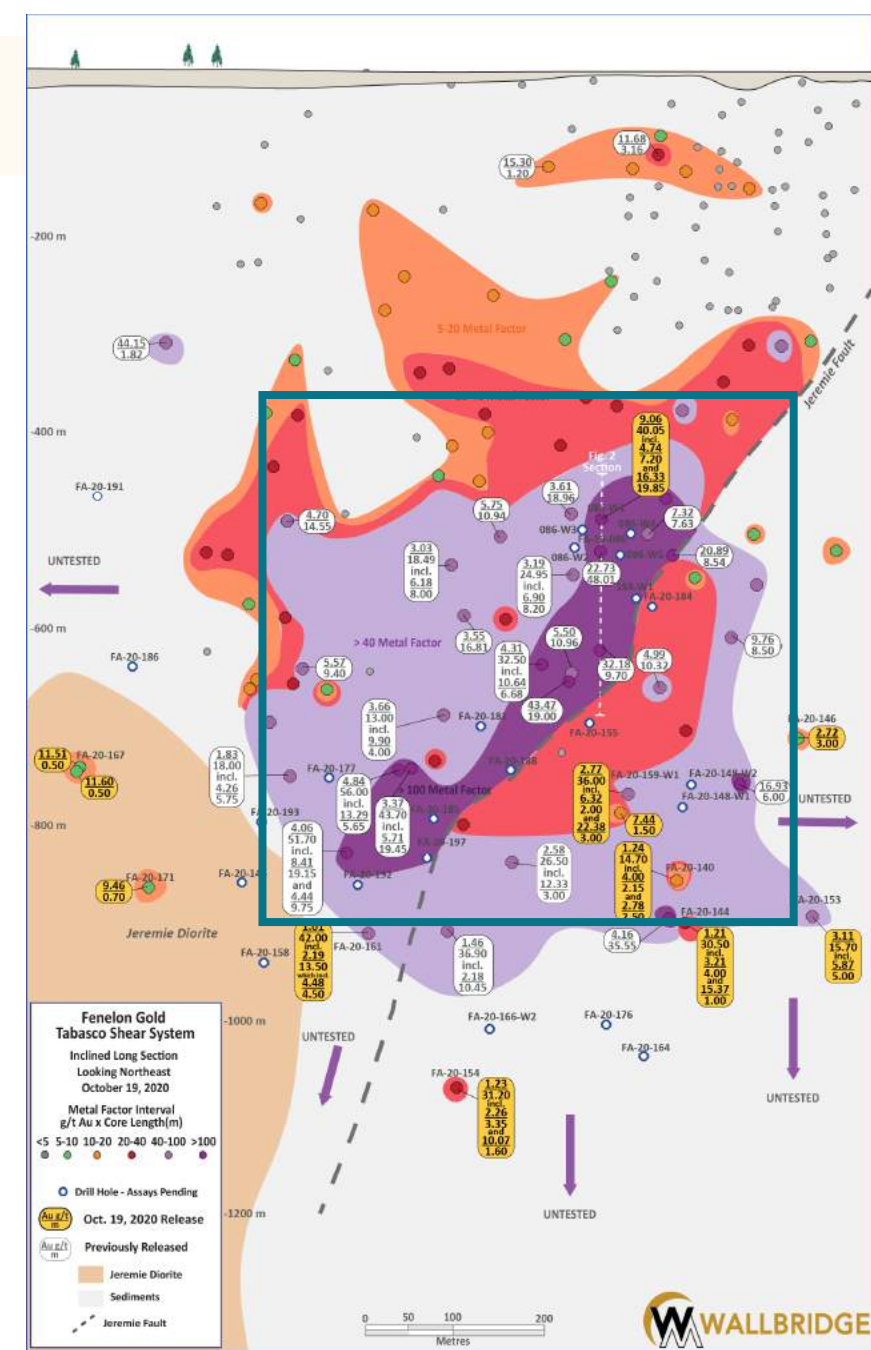 11.68
3.16
15.30
1.20
-200 m
5-20 Metal Factor
44.15
1.82
Jeremie Fault
-400 m
9.06
40.05
incl.
4.74
7.20
and
16.33
19.85
Fig. 2
Section
FA-20-191
3.61
18.96
4.70
14.55
5.75
10.94
086-W3
7.32
7.63
086-W2
20.89
8.54
UNTESTED
3.03
18.49
incl.
6.18
8.00
3.19
24.95
incl.
6.90
8.20
22.73
48.01
FA-20-184
-600 m
3.55
16.81
> 40 Metal Factor
5.50
10.96
9.76
8.50
FA-20-186
5.57
9.40
4.31
32.50
incl.
10.64
6.68
32.18
9.70
4.99
10.32
43.47
19.00
3.66
13.00
incl.
9.90
4.00
FA-20-155
FA-20-146
2.72
3.00
11.51
0.50
FA-20-167
11.60
0.50
1.83
18.00
incl.
4.26
5.75
FA-20-177
4.84
56.00
incl.
13.29
5.65
100 Metal Factor
3.37
43.70
incl.
5.71
19.45
2.77
36.00
incl.
6.32
2.00
and
22.38
3.00
FA-20-159-W1
FA-20-148-W2
FA-20-148-W1
16.93
6.00
UNTESTED
7.44
1.50
FA-20-193
-800 m
4.06
51.70
incl.
8.41
19.15
and
4.44
9.75
2.58
26.50
incl.
12.33
3.00
1.24
14.70
incl.
4.00
2.15
and
2.78
2.50
FA-20-140
FA-20-171
9.46
0.70
FA-20-192
FA-20-144
4.16
35.55
1.21
30.50
incl.
3.21
4.00
and
15.37
1.00
3.11
15.70
incl.
5.87
5.00
Jeremie Diorite
42.00
incl.
2.19
13.50
4.48
4.50
FA-20-161
1.46
36.90
incl.
2.18
10.45
FA-20-158
-1000 m
UNTESTED
FA-20-166-W2
FA-20-176
FA-20-164
FA-20-154
1.23
31.20
incl.
2.26
3.35
and
10.07
1.60
UNTESTED
UNTESTED
-1200 m
Fenelon Gold
Tabasco Shear System
Inclined Long Section
Looking Northeast
October 19, 2020
Metal Factor Interval
g/t Au x Core Length(m)
<5 5-10 10-20 20-40 40-100 >100
Drill Hole - Assays Pending
Au g/t
m
Oct. 19, 2020 Release
Au g/t
m
Previously Released
Jeremie Diorite
Sediments
Jeremie Fault
0 50 100 200
Metres
WALLBRIDGE